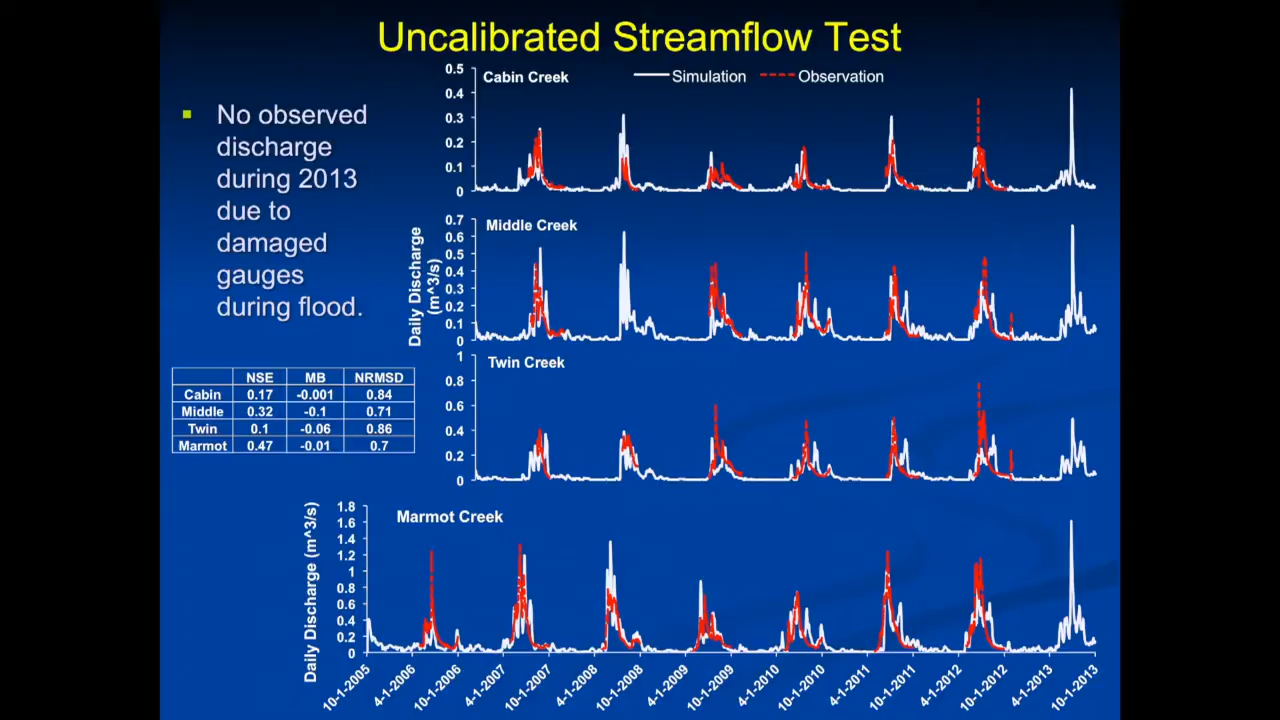 Uncalibrated Streamflow Test
▪ No observed
discharge
during 2013
due to
damaged
gauges
during flood.
NSE MB NRMSD
Cabin 0.17 -0.001 0.84
Middle 0.32 -0.1 0.71
Twin 0.1 -0.06 0.86
Marmot 0.47 -0.01 0.7
Cabin Creek
Simulation Observation
0.5
0.4
0.3
0.2
0.1
0
Middle Creek
Daily Discharge
(m^3/s)
0.7
0.6
0.5
0.4
0.3
0.2
0.1
0
Twin Creek
1
0.8
0.6
0.4
0.2
0
Marmot Creek
Daily Discharge (m^3/s)
1.8
1.6
1.4
1.2
1
0.8
0.6
0.4
0.2
0
10-1-2005
4-1-2006
10-1-2006
4-1-2007
10-1-2007
4-1-2008
10-1-2008
4-1-2009
10-1-2009
4-1-2010
10-1-2010
4-1-2011
10-1-2011
4-1-2012
10-1-2012
4-1-2013
10-1-2013